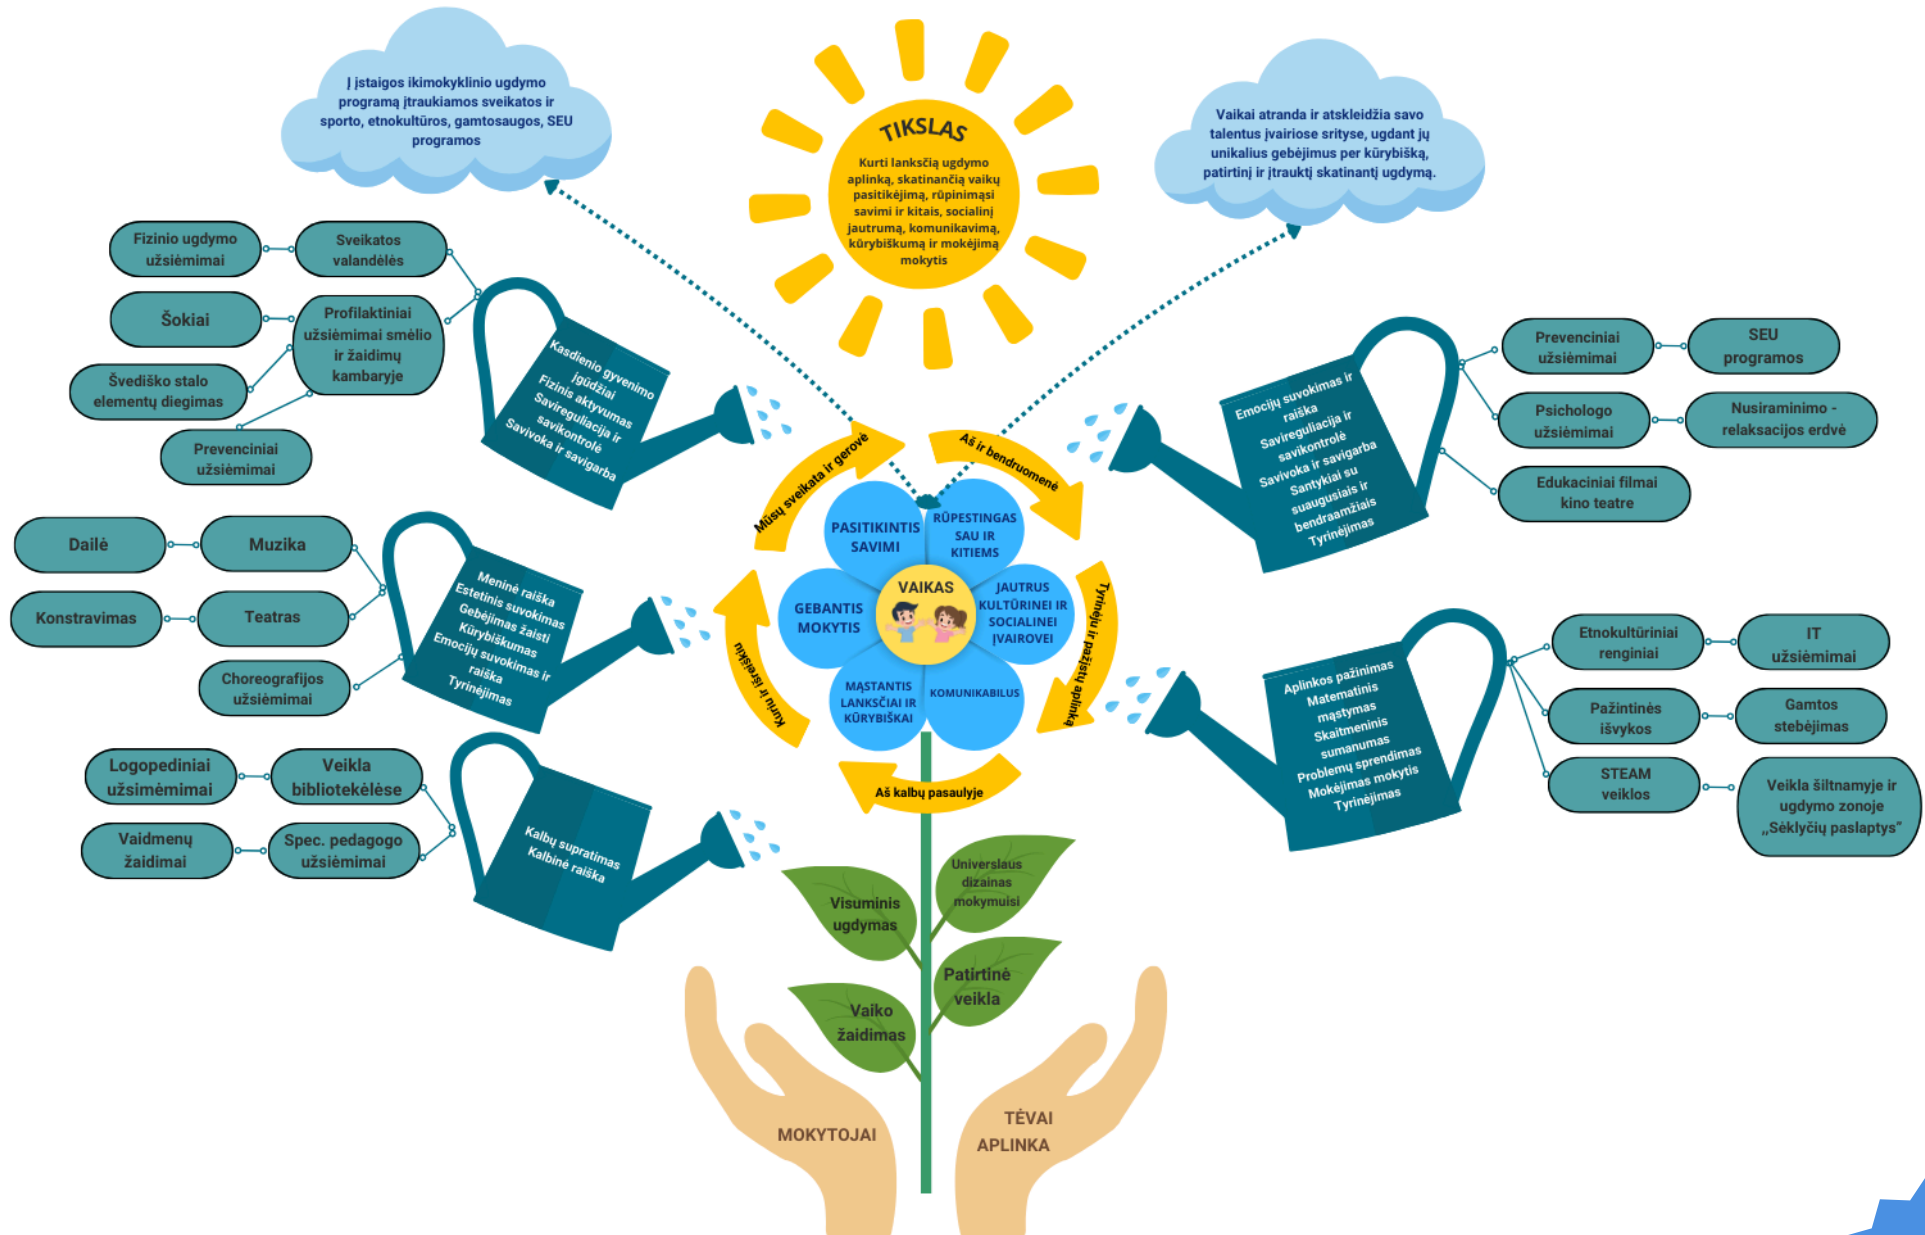 Į įstaigos ikimokyklinio ugdymo
programą įtraukiamos sveikatos ir
sporto, etnokultūros, gamtosaugos, SEU
programos
TIKSLAS
Kurti lanksčią ugdymo
aplinką, skatinančią vaikų
pasitikėjimą, rūpinimąsi
savimi ir kitais, socialinį
jautrumą, komunikavimą,
kūrybiškumą ir mokėjimą
mokytis
Vaikai atranda ir atskleidžia savo
talentus įvairiose srityse, ugdant jų
unikalius gebėjimus per kūrybišką,
patirtinį ir įtrauktį skatinantį ugdymą.
Fizinio ugdymo
užsiėmimai
Sveikatos
valandėlės
Šokiai
Profilaktiniai
užsiėmimai smėlio
ir žaidimų
kambaryje
Švediško stalo
elementų diegimas
Prevenciniai
užsiėmimai
Kasdienio gyvenimo
įgūdžiai
Fizinis aktyvumas
Savireguliacija ir
savikontrolė
Savivoka ir savigarba
Dailė
Muzika
Konstravimas
Teatras
Choreografijos
užsiėmimai
Meninė raiška
Estetinis suvokimas
Gebėjimas žaisti
Kūrybiškumas
Emocijų suvokimas ir
raiška
Tyrinėjimas
Logopediniai
užsimėmimai
Veikla
bibliotekėlėse
Vaidmenų
žaidimai
Spec. pedagogo
užsiėmimai
Kalbų supratimas
Kalbinė raiška
Mūsų sveikata ir gerovė
Aš ir bendruomenė
Tyrinėju ir pažįstų aplinką
Aš kalbų pasaulyje
Kuriu ir išreiškiu
PASITIKINTIS
SAVIMI
RŪPESTINGAS
SAU IR
KITIEMS
GEBANTIS
MOKYTIS
VAIKAS
JAUTRUS
KULTŪRINEI IR
SOCIALINEI
ĮVAIROVEI
MĄSTANTIS
LANKSČIAI IR
KŪRYBIŠKAI
KOMUNIKABILUS
Emocijų suvokimas ir
raiška
Savireguliacija ir
savikontrolė
Savivoka ir savigarba
Santykiai su
suaugusiais ir
bendraamžiais
Tyrinėjimas
Prevenciniai
užsiėmimai
SEU
programos
Psichologo
užsiėmimai
Nusiraminimo -
relaksacijos erdvė
Edukaciniai filmai
kino teatre
Aplinkos pažinimas
Matematinis
mąstymas
Skaitmeninis
sumanumas
Problemų sprendimas
Mokėjimas mokytis
Tyrinėjimas
Etnokultūriniai
renginiai
IT
užsiėmimai
Pažintinės
išvykos
Gamtos
stebėjimas
STEAM
veiklos
Veikla šiltnamyje ir
ugdymo zonoje
„Sėklyčių paslaptys”
Visuminis
ugdymas
Universlaus
dizainas
mokymuisi
Vaiko
žaidimas
Patirtinė
veikla
MOKYTOJAI
TĖVAI
APLINKA